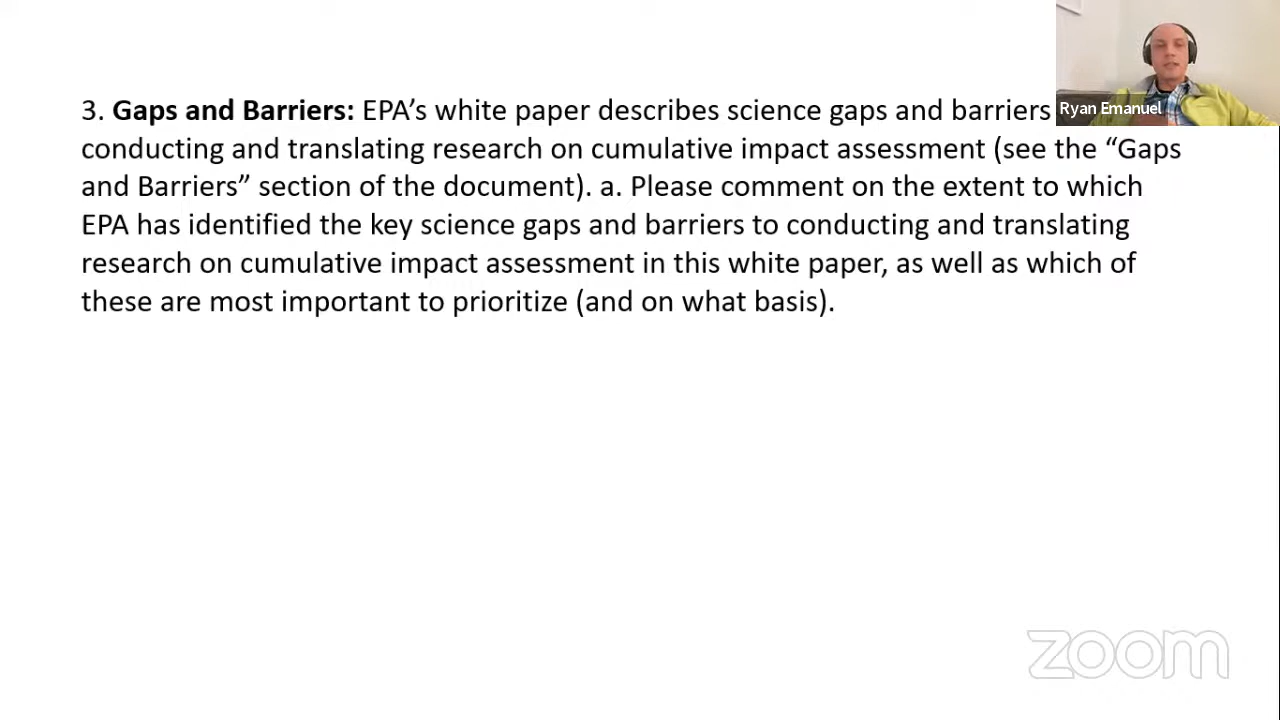 3. Gaps and Barriers: EPA’s white paper describes science gaps and barriers
conducting and translating research on cumulative impact assessment (see the “Gaps
and Barriers” section of the document). a. Please comment on the extent to which
EPA has identified the key science gaps and barriers to conducting and translating
research on cumulative impact assessment in this white paper, as well as which of
these are most important to prioritize (and on what basis).
Ryan Emanuel
zoom